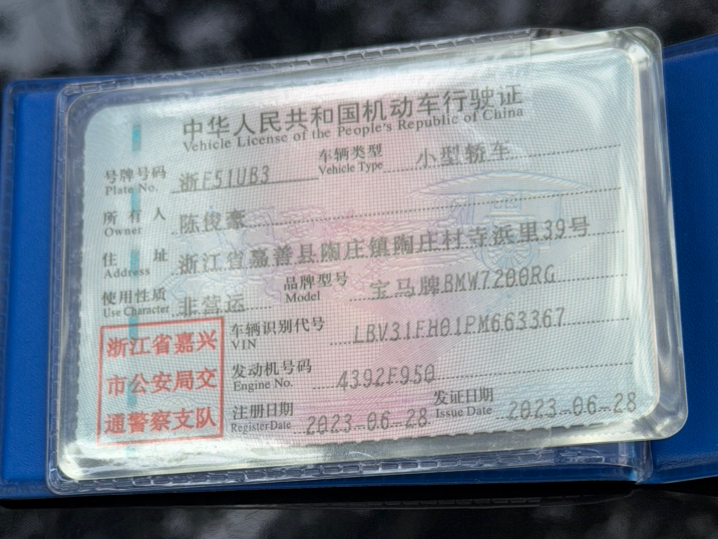 中华人民共和国机动车行驶证
Vehicle License of the People's Republic of China
号牌号码 浙F51UB3 车辆类型 小型轿车
Plate No. Vehicle Type
所有人 陈俊豪
Owner
住址 浙江省嘉善县陶庄镇陶庄村寺浜里39号
Address
使用性质 非营运 品牌型号 宝马牌BMW7200RG
Use Character Model
浙江省嘉兴
市公安局交
通警察支队
车辆识别代号 LBV31FH01PM663367
VIN
发动机号码 4392F950
Engine No.
注册日期 2023-06-28 发证日期 2023-06-28
Register Date Issue Date